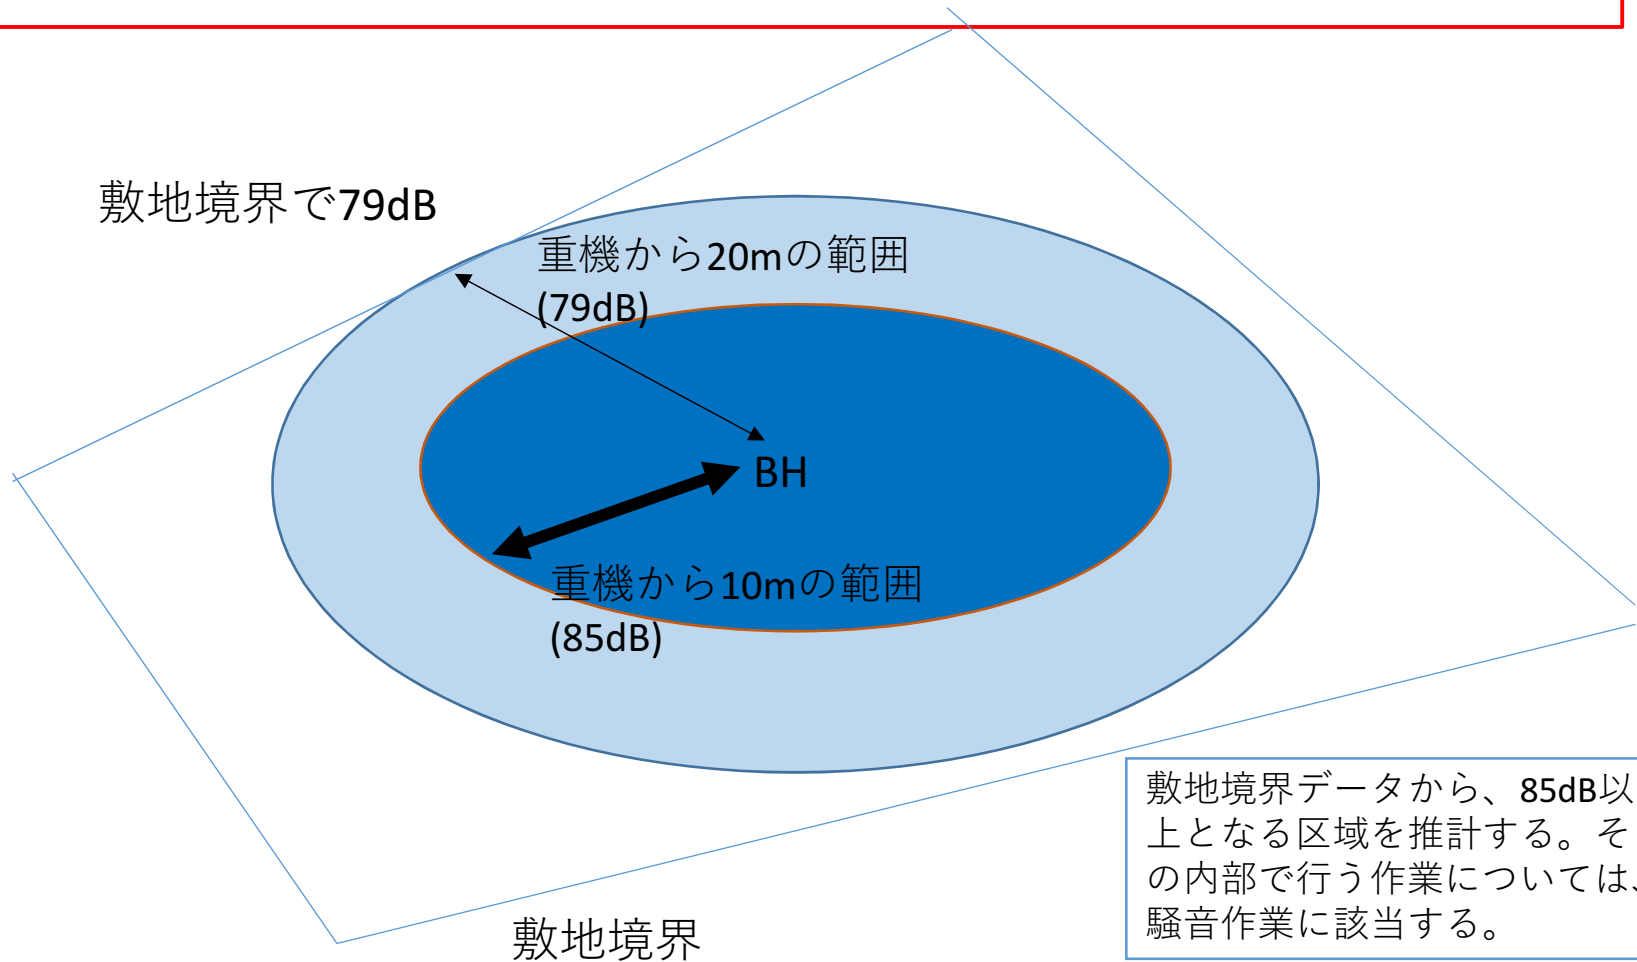 敷地境界で79dB
重機から20mの範囲
(79dB)
BH
重機から10mの範囲
(85dB)
敷地境界データから、85dB以
上となる区域を推計する。そ
の内部で行う作業については、
騒音作業に該当する。
敷地境界